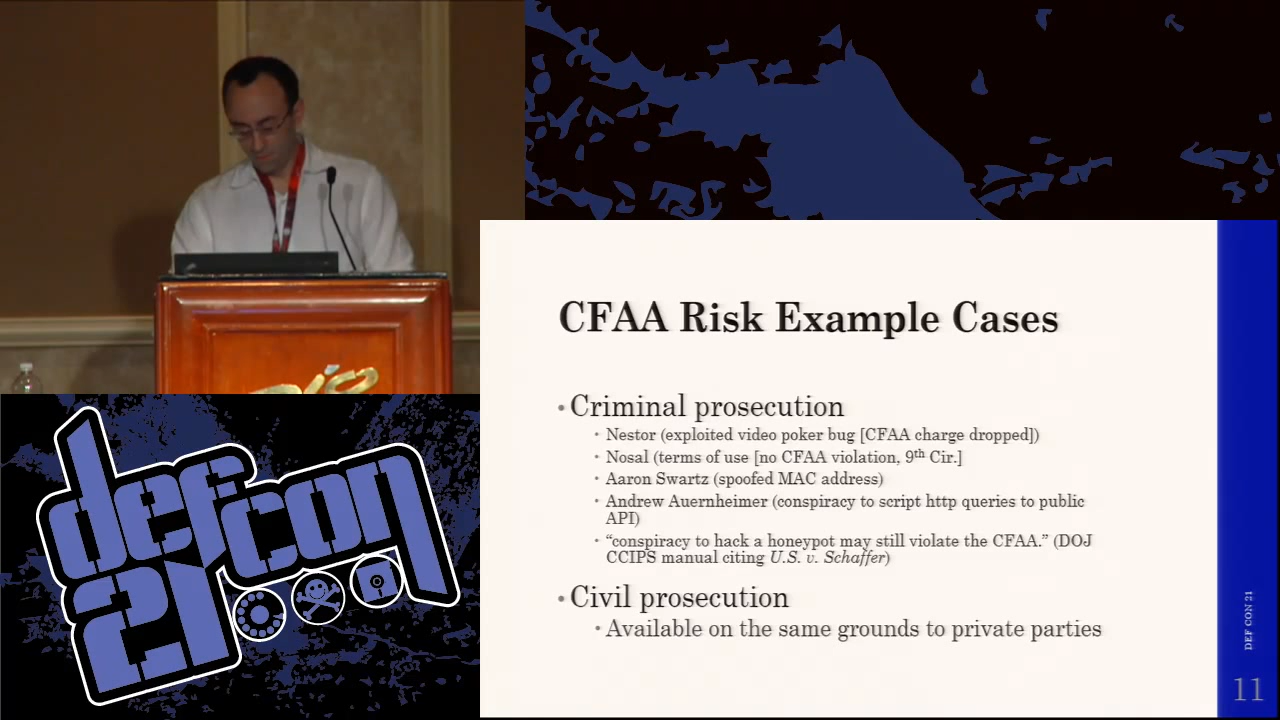 CFAA Risk Example Cases
• Criminal prosecution
• Nestor (exploited video poker bug [CFAA charge dropped])
• Nosal (terms of use [no CFAA violation, 9th Cir.]
• Aaron Swartz (spoofed MAC address)
• Andrew Auernheimer (conspiracy to script http queries to public
API)
• “conspiracy to hack a honeypot may still violate the CFAA.” (DOJ
CCIPS manual citing U.S. v. Schaffer)
• Civil prosecution
• Available on the same grounds to private parties
DEF CON 21
11
defcon
21